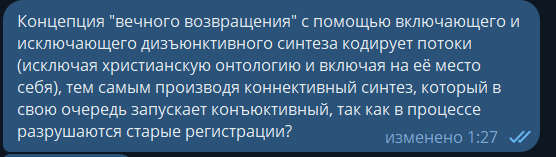 Концепция "вечного возвращения" с помощью включающего и
исключающего дизъюнктивного синтеза кодирует потоки
(исключая христианскую онтологию и включая на её место
себя), тем самым производя коннективный синтез, который в
свою очередь запускает конъюктивный, так как в процессе
разрушаются старые регистрации?
изменено 1:27